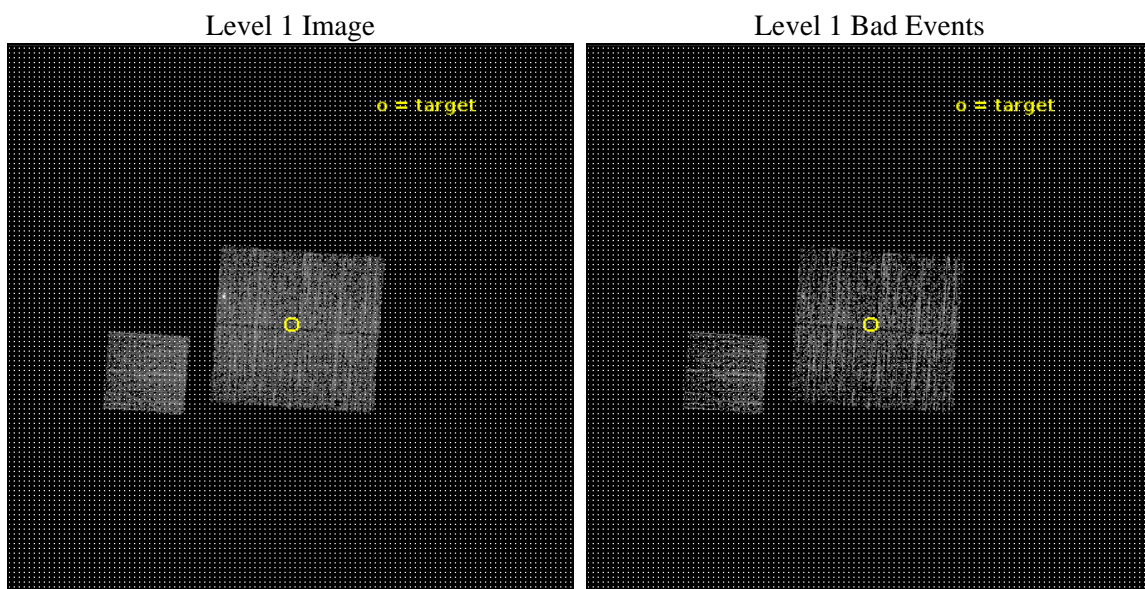 Level 1 Image
Level 1 Bad Events
o = target
o = target